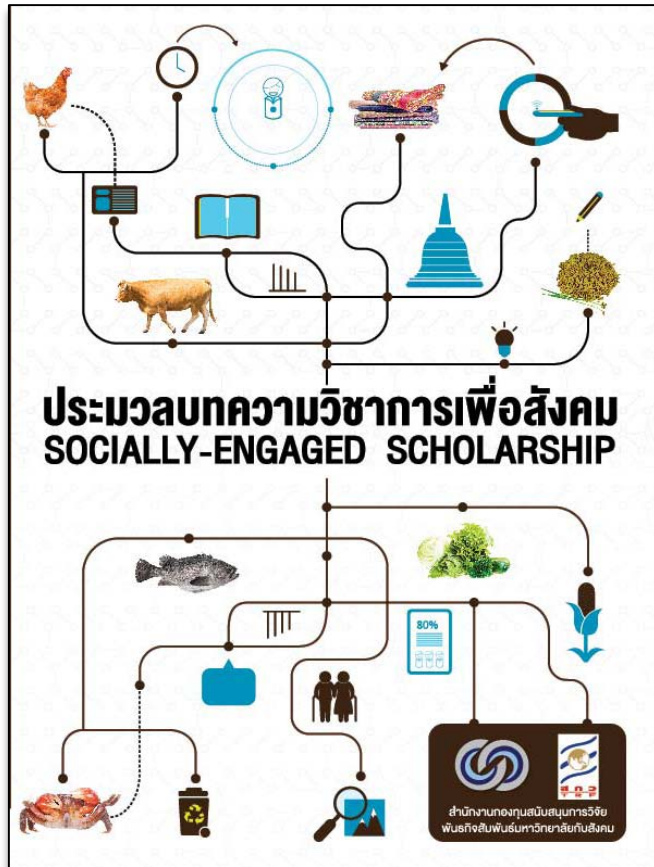 ประมวลบทความวิชาการเพื่อสังคม
SOCIALLY-ENGAGED SCHOLARSHIP
80%
สกว
TRF
สำนักงานกองทุนสนับสนุนการวิจัย
พันธกิจสัมพันธ์มหาวิทยาลัยกับสังคม